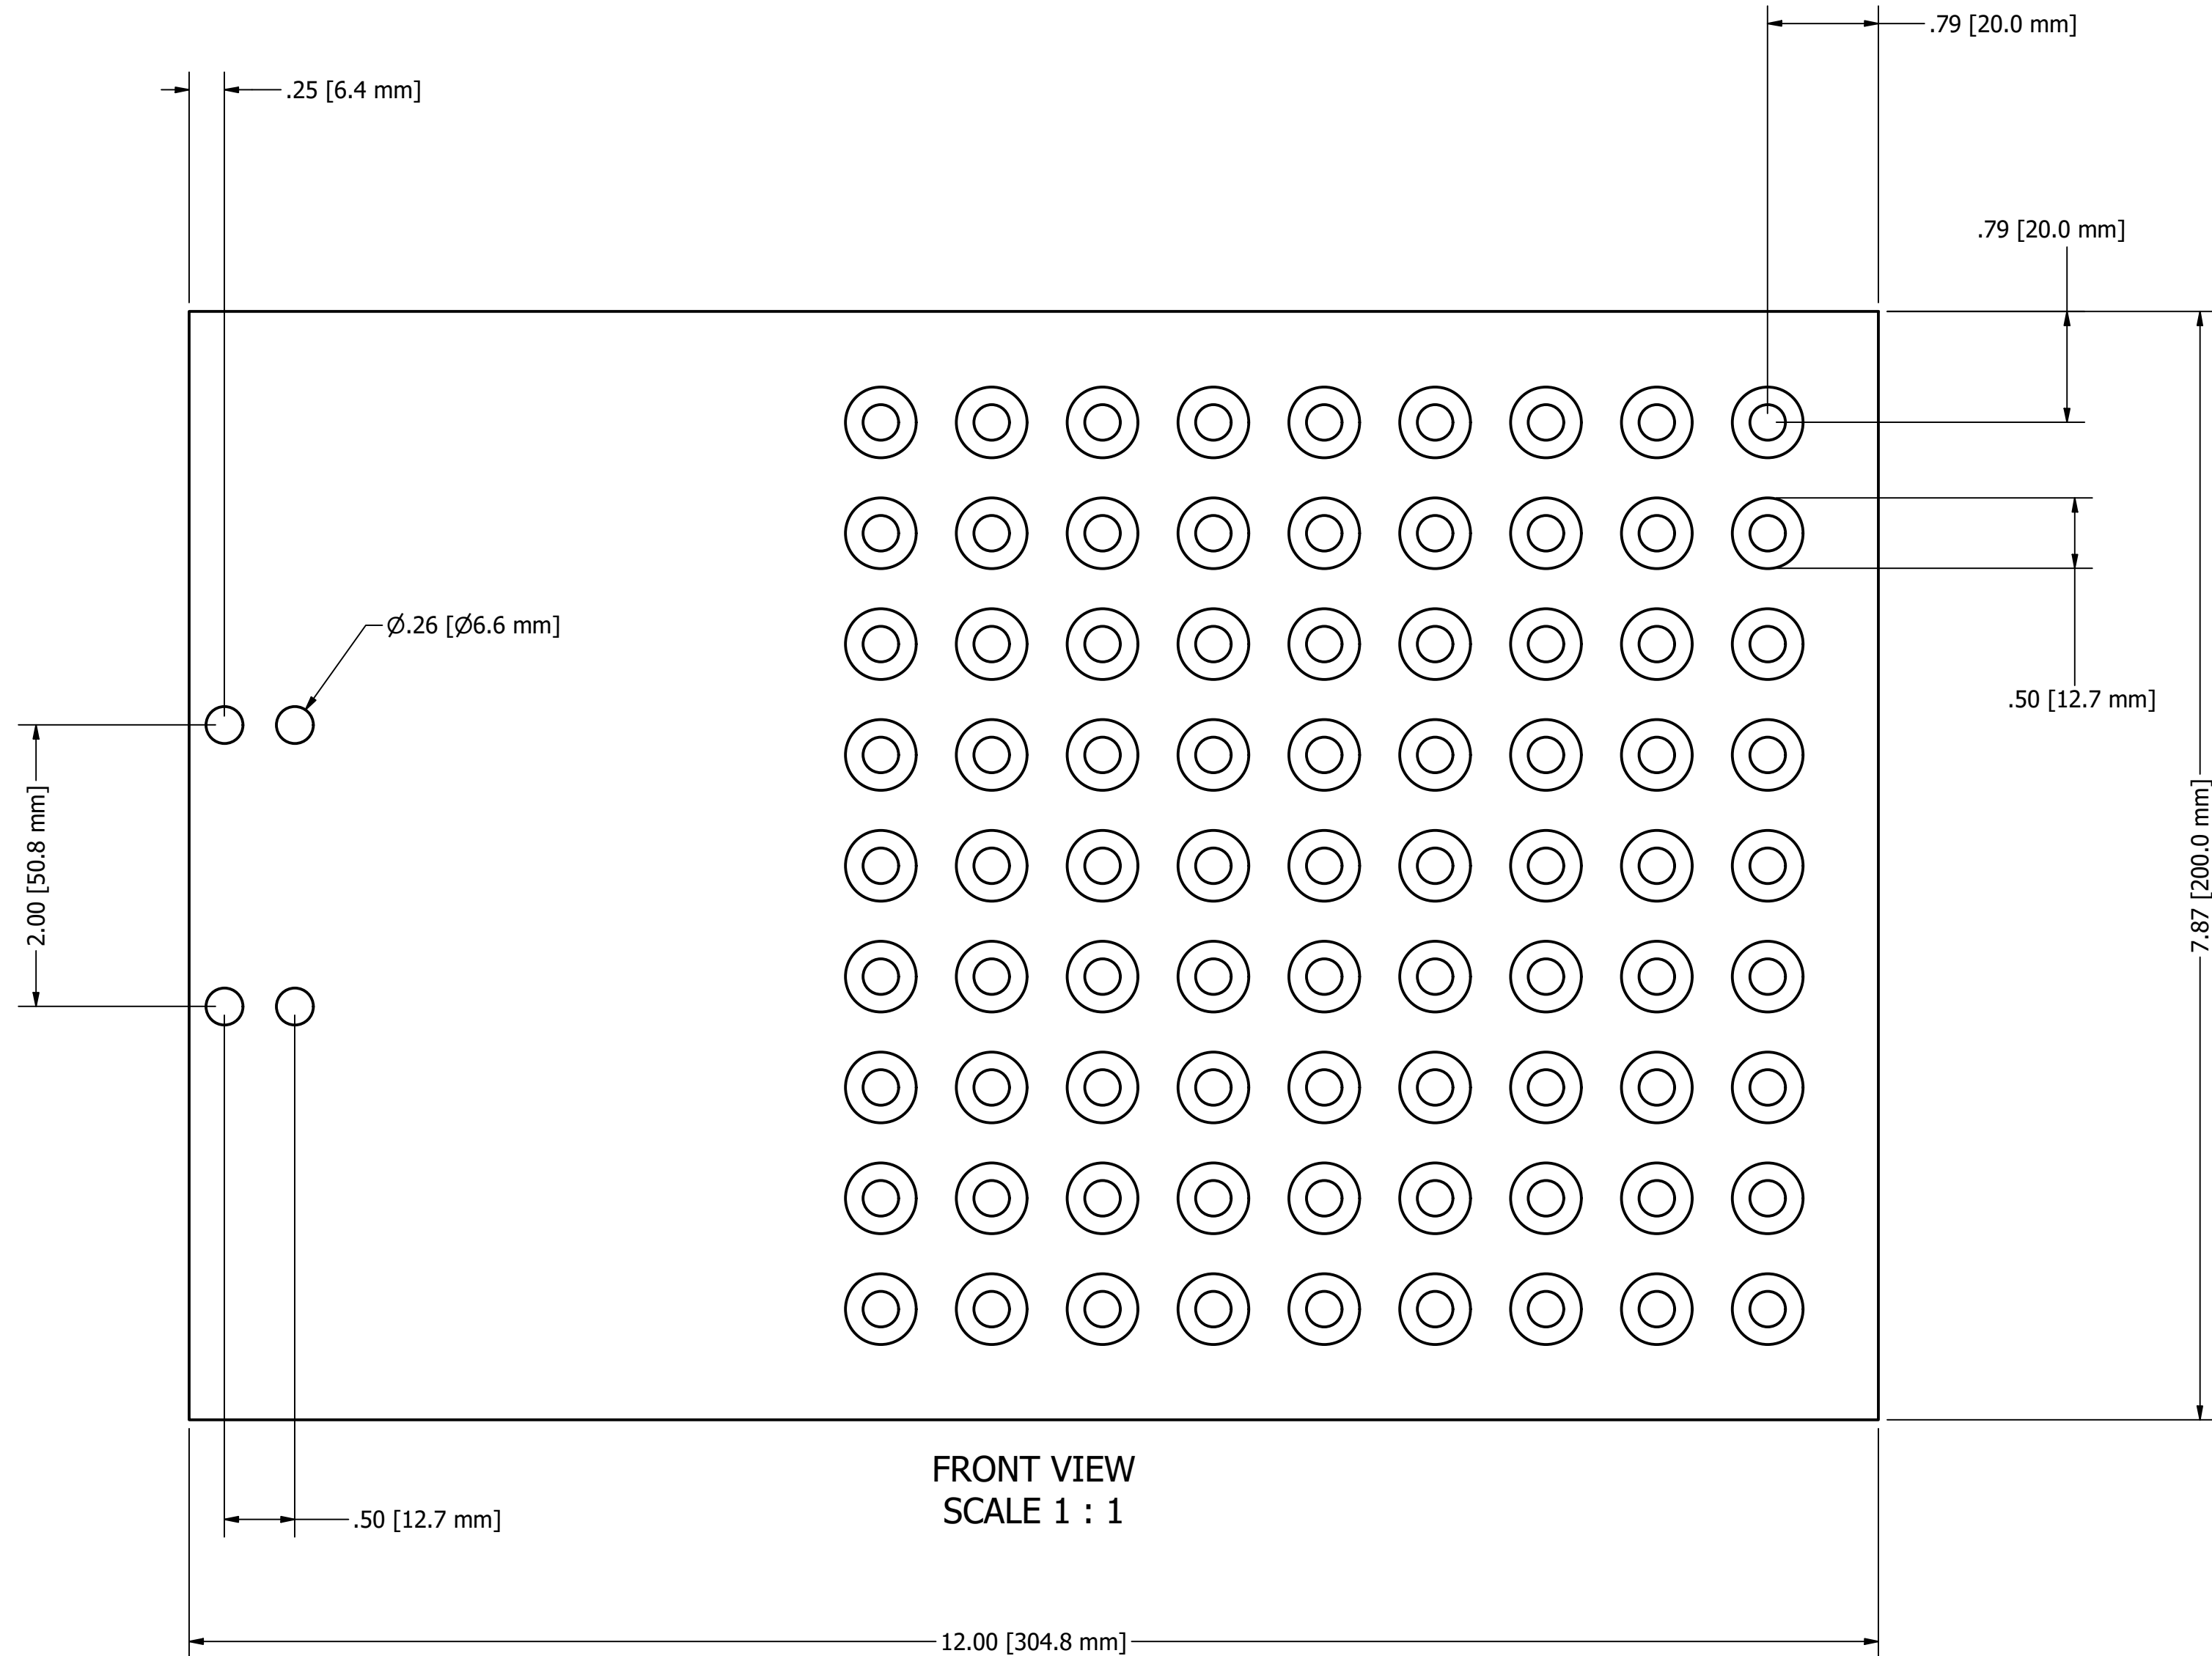 .79 [20.0 mm]
.25 [6.4 mm]
.79 [20.0 mm]
Ø.26 [Ø6.6 mm]
.50 [12.7 mm]
2.00 [50.8 mm]
7.87 [200.0 mm]
FRONT VIEW
SCALE 1 : 1
.50 [12.7 mm]
12.00 [304.8 mm]